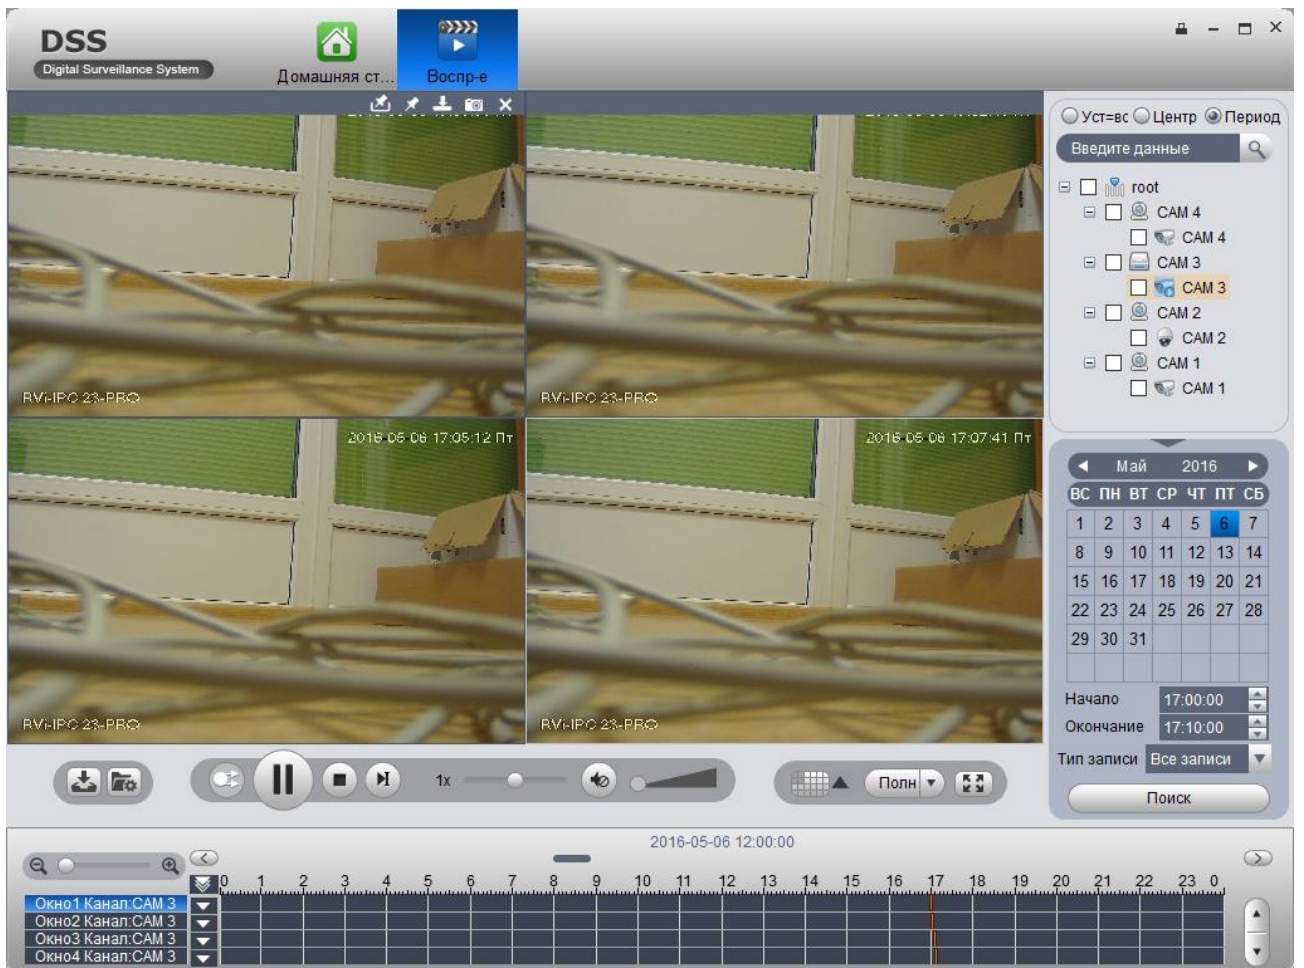 DSS
Digital Surveillance System
Домашняя ст...
Воспр-е
Уст=вс Центр Период
Введите данные
root
CAM 4
CAM 4
CAM 3
CAM 3
CAM 2
CAM 2
CAM 1
CAM 1
RVi-IPC 23-PRO
RVi-IPC 23-PRO
2016-05-06 17:05:12 Пт
2016-05-06 17:07:41 Пт
RVi-IPC 23-PRO
RVi-IPC 23-PRO
Май 2016
ВС ПН ВТ СР ЧТ ПТ СБ
1 2 3 4 5 6 7
8 9 10 11 12 13 14
15 16 17 18 19 20 21
22 23 24 25 26 27 28
29 30 31
Начало 17:00:00
Окончание 17:10:00
Тип записи Все записи
Поиск
1x
Полн
2016-05-06 12:00:00
0 1 2 3 4 5 6 7 8 9 10 11 12 13 14 15 16 17 18 19 20 21 22 23 0
Окно1 Канал:CAM 3
Окно2 Канал:CAM 3
Окно3 Канал:CAM 3
Окно4 Канал:CAM 3